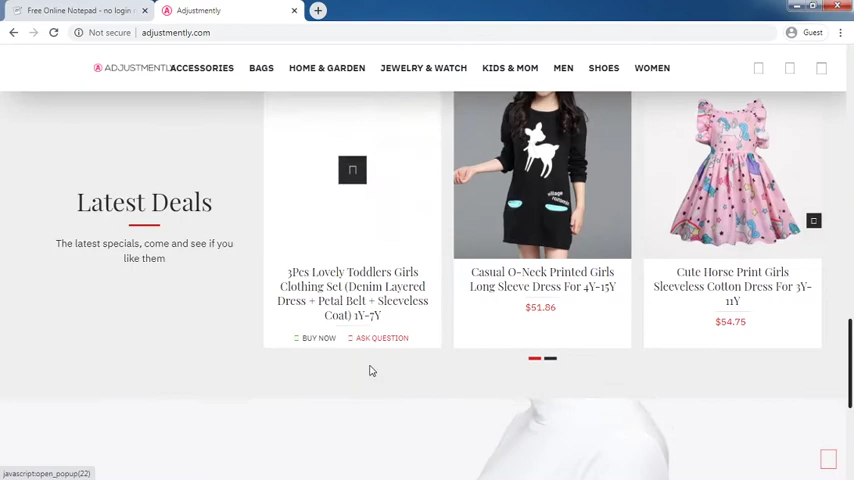 Free Online Notepad - no login
Adjustmently
Not secure
adjustmently.com
Guest
ADJUSTMENTLY
ACCESSORIES
BAGS
HOME & GARDEN
JEWELRY & WATCH
KIDS & MOM
MEN
SHOES
WOMEN
Latest Deals
The latest specials, come and see if you
like them
3Pcs Lovely Toddlers Girls
Clothing Set (Denim Layered
Dress + Petal Belt + Sleeveless
Coat) 1Y-7Y
BUY NOW
ASK QUESTION
village
Casual O-Neck Printed Girls
Long Sleeve Dress For 4Y-15Y
$51.86
Cute Horse Print Girls
Sleeveless Cotton Dress For 3Y-
11Y
$54.75
javascript:open_popup(22)